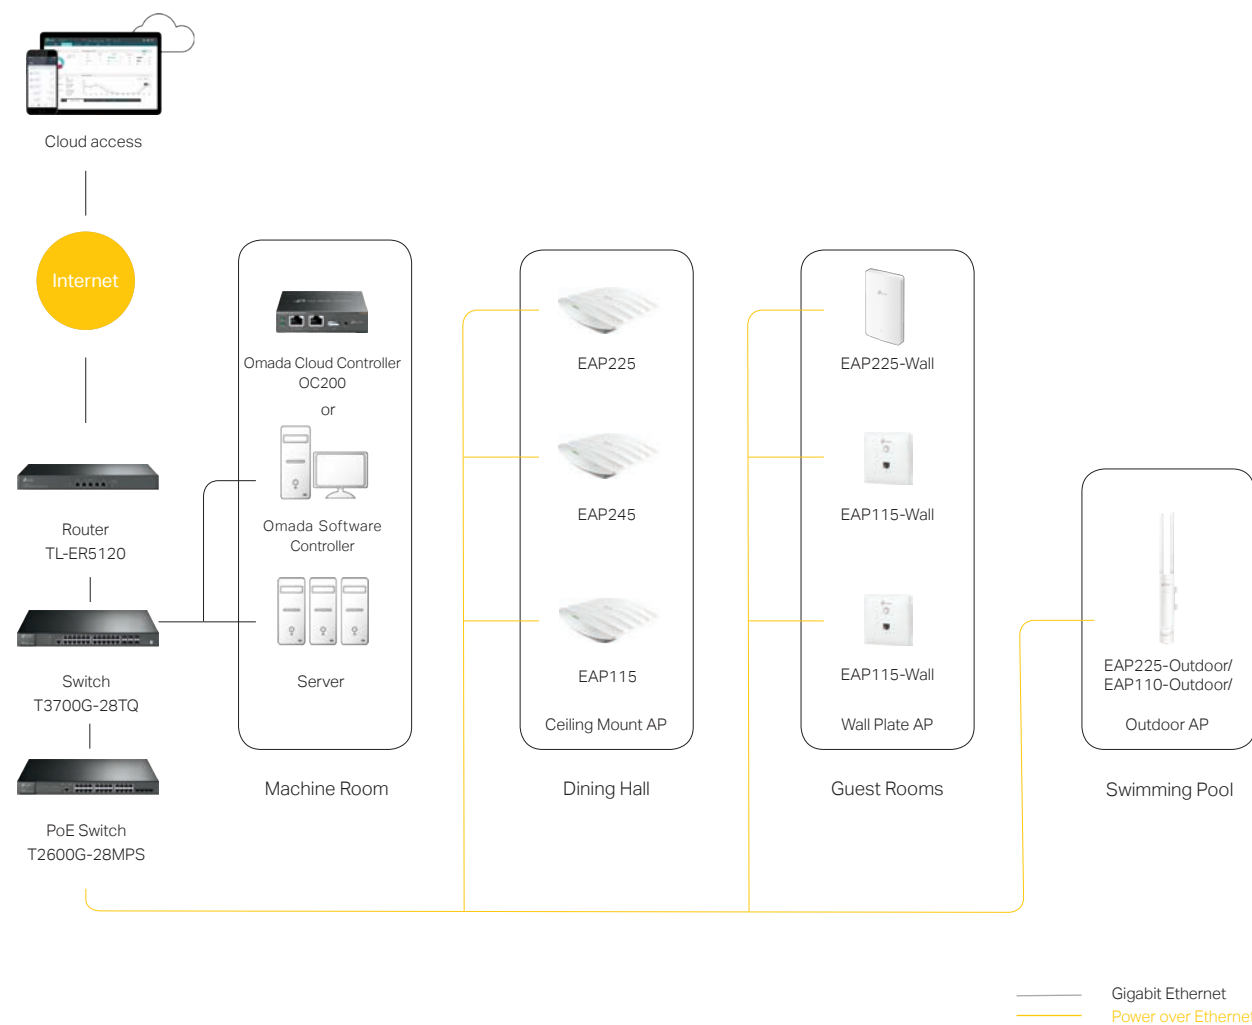 Cloud access
Internet
Router
TL-ER5120
Switch
T3700G-28TQ
PoE Switch
T2600G-28MPS
Omada Cloud Controller
OC200
or
Omada Software
Controller
Server
Machine Room
EAP225
EAP245
EAP115
Ceiling Mount AP
Dining Hall
EAP225-Wall
EAP115-Wall
EAP115-Wall
Wall Plate AP
Guest Rooms
EAP225-Outdoor/
EAP110-Outdoor/
Outdoor AP
Swimming Pool
Gigabit Ethernet
Power over Ethernet